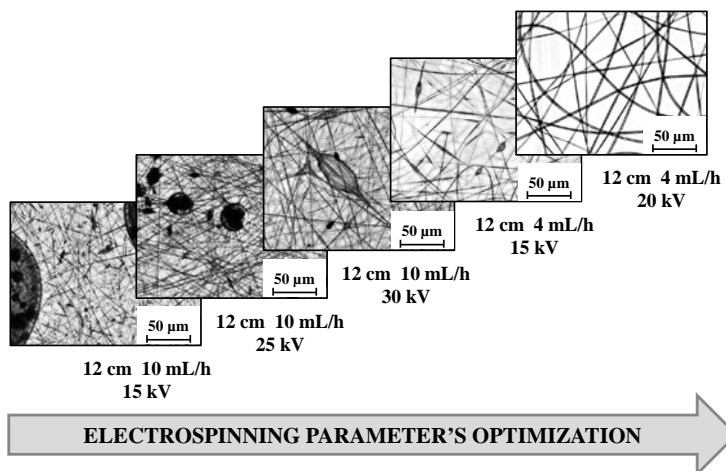 50 µm
12 cm 10 mL/h
15 kV
50 µm
12 cm 10 mL/h
25 kV
50 µm
12 cm 10 mL/h
30 kV
50 µm
12 cm 4 mL/h
15 kV
50 µm
12 cm 4 mL/h
20 kV
ELECTROSPINNING PARAMETER'S OPTIMIZATION